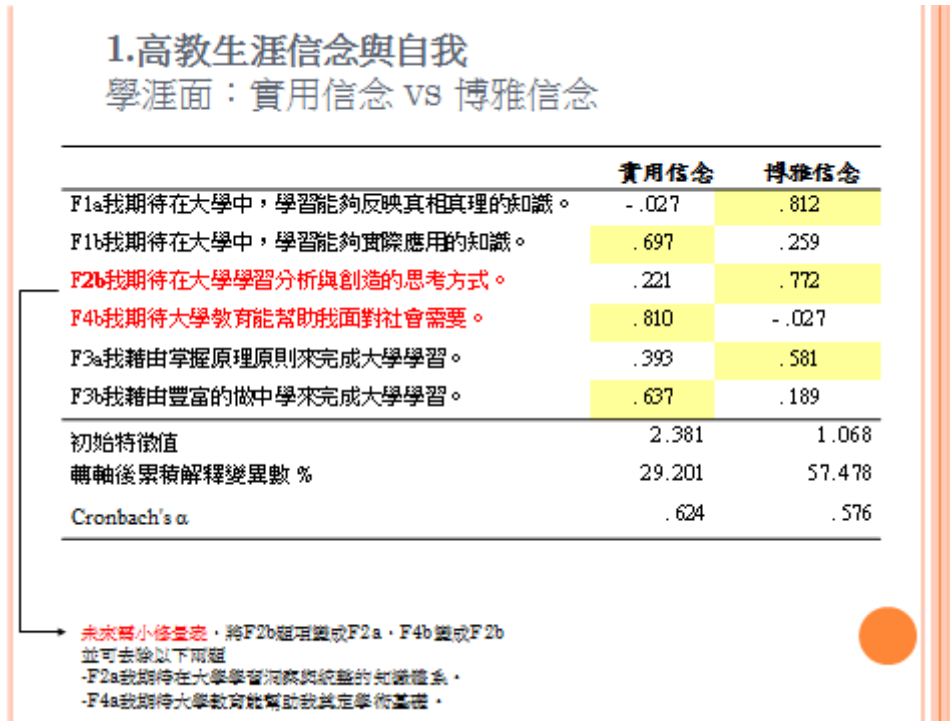 1.高教生涯信念與自我
學涯面：實用信念 vs 博雅信念
實用信念 博雅信念
F1a我期待在大學中，學習能夠反映真相真理的知識。 -.027 .812
F1b我期待在大學中，學習能夠實際應用的知識。 .697 .259
F2b我期待在大學學習分析與創造的思考方式。 .221 .772
F4b我期待大學教育能幫助我面對社會需要。 .810 -.027
F3a我藉由掌握原理原則來完成大學學習。 .393 .581
F3b我藉由豐富的做中學來完成大學學習。 .637 .189
初始特徵值 2.381 1.068
轉軸後累積解釋變異數 % 29.201 57.478
Cronbach's α .624 .576
未來需小修量表，將F2b題項變成F2a，F4b變成F2b
並可去除以下兩題
-F2a我期待在大學學習洞察與統整的知識體系。
-F4a我期待大學教育能幫助我奠定學術基礎。